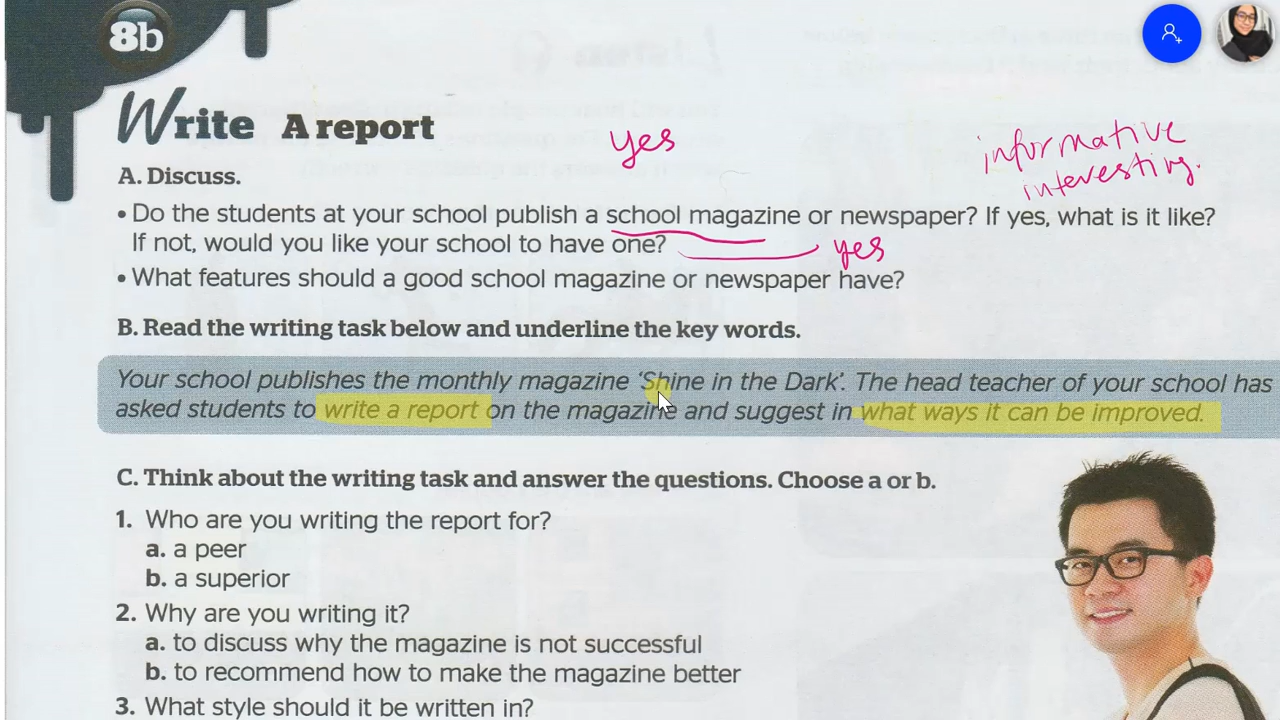 8b
Write A report
yes
informative
interesting.
A. Discuss.
• Do the students at your school publish a school magazine or newspaper? If yes, what is it like?
If not, would you like your school to have one?
yes
• What features should a good school magazine or newspaper have?
B. Read the writing task below and underline the key words.
Your school publishes the monthly magazine 'Shine in the Dark'. The head teacher of your school has
asked students to write a report on the magazine and suggest in what ways it can be improved.
C. Think about the writing task and answer the questions. Choose a or b.
1. Who are you writing the report for?
a. a peer
b. a superior
2. Why are you writing it?
a. to discuss why the magazine is not successful
b. to recommend how to make the magazine better
3. What style should it be written in?